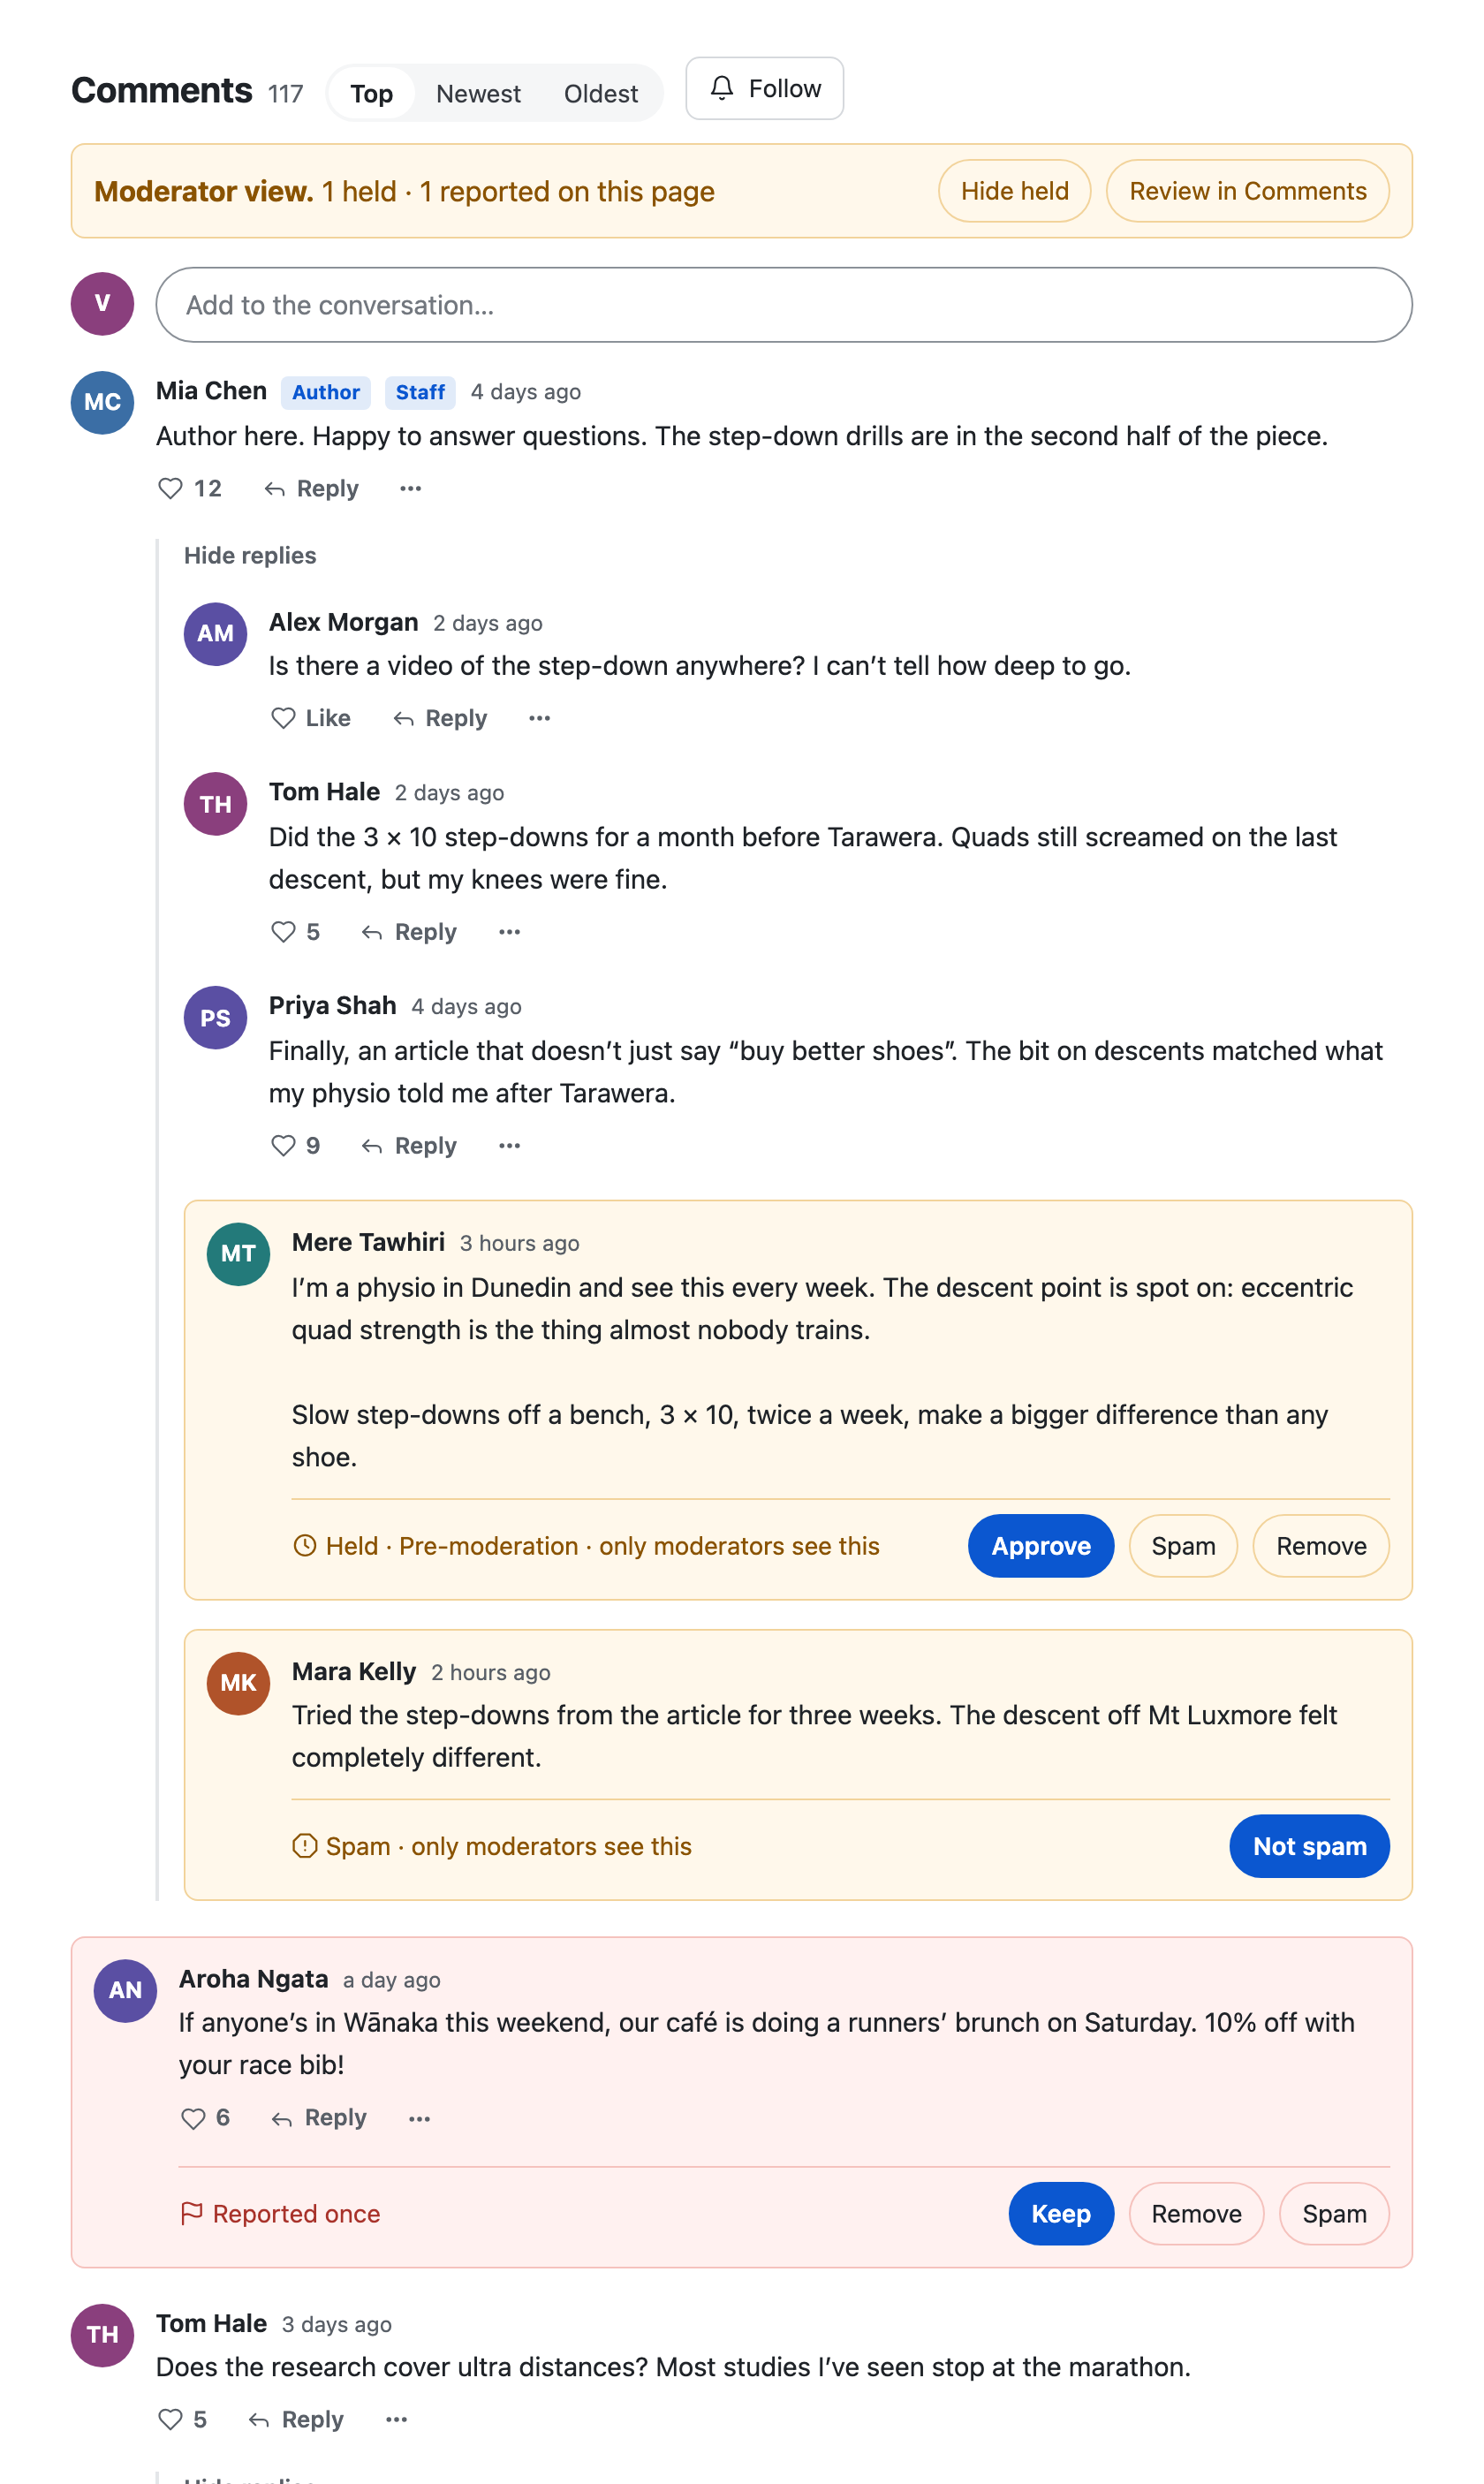 Comments 117 Top Newest Oldest Follow
Moderator view. 1 held · 1 reported on this page Hide held Review in Comments
V Add to the conversation...
MC Mia Chen Author Staff 4 days ago
Author here. Happy to answer questions. The step-down drills are in the second half of the piece.
12 Reply ···
Hide replies
AM Alex Morgan 2 days ago
Is there a video of the step-down anywhere? I can’t tell how deep to go.
Like Reply ···
TH Tom Hale 2 days ago
Did the 3 × 10 step-downs for a month before Tarawera. Quads still screamed on the last
descent, but my knees were fine.
5 Reply ···
PS Priya Shah 4 days ago
Finally, an article that doesn’t just say “buy better shoes”. The bit on descents matched what
my physio told me after Tarawera.
9 Reply ···
MT Mere Tawhiri 3 hours ago
I’m a physio in Dunedin and see this every week. The descent point is spot on: eccentric
quad strength is the thing almost nobody trains.
Slow step-downs off a bench, 3 × 10, twice a week, make a bigger difference than any
shoe.
Held · Pre-moderation · only moderators see this Approve Spam Remove
MK Mara Kelly 2 hours ago
Tried the step-downs from the article for three weeks. The descent off Mt Luxmore felt
completely different.
Spam · only moderators see this Not spam
AN Aroha Ngata a day ago
If anyone’s in Wānaka this weekend, our café is doing a runners’ brunch on Saturday. 10% off with
your race bib!
6 Reply ···
Reported once Keep Remove Spam
TH Tom Hale 3 days ago
Does the research cover ultra distances? Most studies I’ve seen stop at the marathon.
5 Reply ···